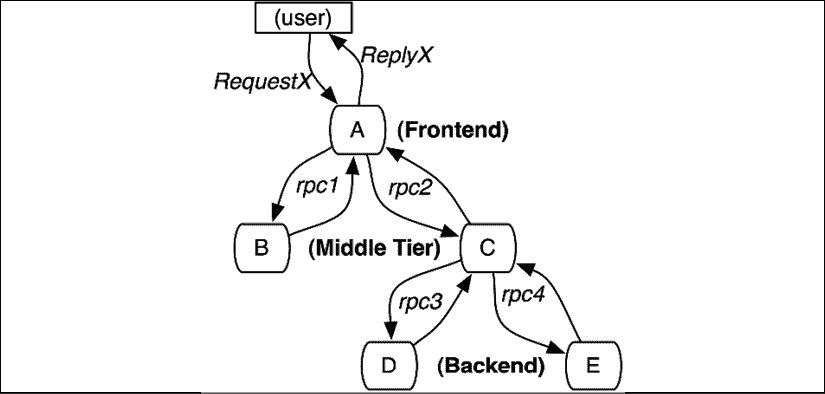 (user)
ReplyX
RequestX
A (Frontend)
rpc1 rpc2
B (Middle Tier) C
rpc3 rpc4
D (Backend) E